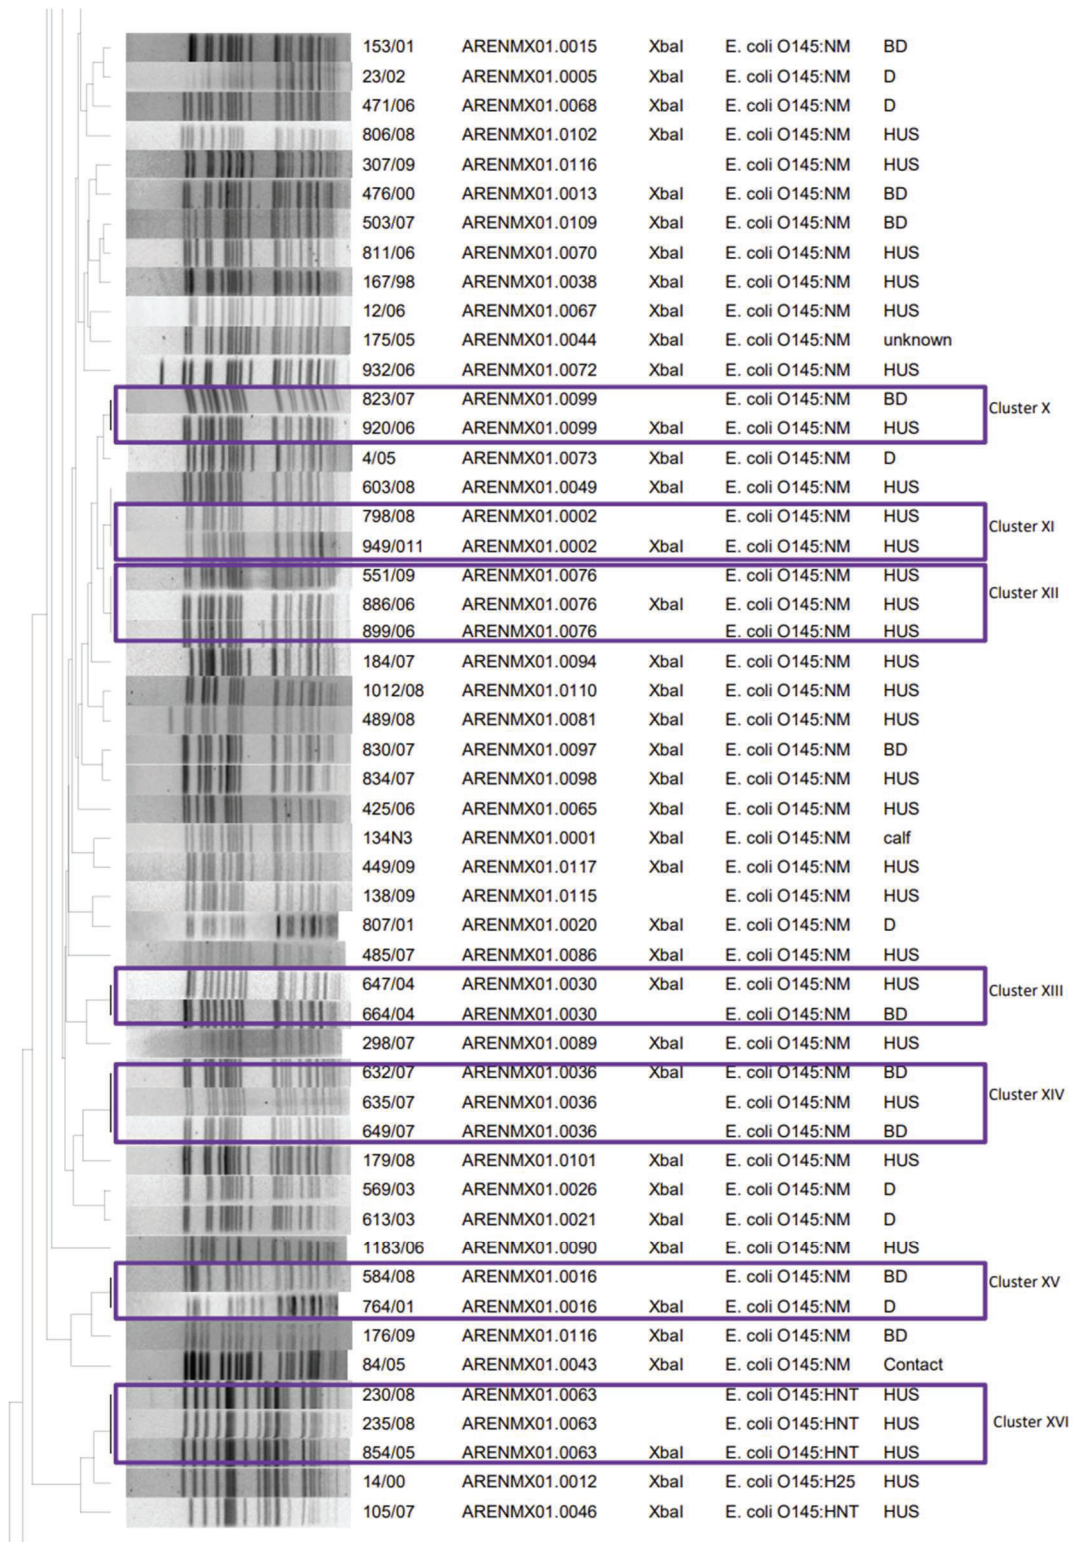 153/01 ARENMX01.0015 XbaI E. coli O145:NM BD
23/02 ARENMX01.0005 XbaI E. coli O145:NM D
471/06 ARENMX01.0068 XbaI E. coli O145:NM D
806/08 ARENMX01.0102 XbaI E. coli O145:NM HUS
307/09 ARENMX01.0116 E. coli O145:NM HUS
476/00 ARENMX01.0013 XbaI E. coli O145:NM BD
503/07 ARENMX01.0109 XbaI E. coli O145:NM BD
811/06 ARENMX01.0070 XbaI E. coli O145:NM HUS
167/98 ARENMX01.0038 XbaI E. coli O145:NM HUS
12/06 ARENMX01.0067 XbaI E. coli O145:NM HUS
175/05 ARENMX01.0044 XbaI E. coli O145:NM unknown
932/06 ARENMX01.0072 XbaI E. coli O145:NM HUS
823/07 ARENMX01.0099 E. coli O145:NM BD
Cluster X
920/06 ARENMX01.0099 XbaI E. coli O145:NM HUS
4/05 ARENMX01.0073 XbaI E. coli O145:NM D
603/08 ARENMX01.0049 XbaI E. coli O145:NM HUS
798/08 ARENMX01.0002 E. coli O145:NM HUS
Cluster XI
949/011 ARENMX01.0002 XbaI E. coli O145:NM HUS
551/09 ARENMX01.0076 E. coli O145:NM HUS
Cluster XII
886/06 ARENMX01.0076 XbaI E. coli O145:NM HUS
899/06 ARENMX01.0076 E. coli O145:NM HUS
184/07 ARENMX01.0094 XbaI E. coli O145:NM HUS
1012/08 ARENMX01.0110 XbaI E. coli O145:NM HUS
489/08 ARENMX01.0081 XbaI E. coli O145:NM HUS
830/07 ARENMX01.0097 XbaI E. coli O145:NM BD
834/07 ARENMX01.0098 XbaI E. coli O145:NM HUS
425/06 ARENMX01.0065 XbaI E. coli O145:NM HUS
134N3 ARENMX01.0001 XbaI E. coli O145:NM calf
449/09 ARENMX01.0117 XbaI E. coli O145:NM HUS
138/09 ARENMX01.0115 E. coli O145:NM HUS
807/01 ARENMX01.0020 XbaI E. coli O145:NM D
485/07 ARENMX01.0086 XbaI E. coli O145:NM HUS
647/04 ARENMX01.0030 XbaI E. coli O145:NM HUS
Cluster XIII
664/04 ARENMX01.0030 E. coli O145:NM BD
298/07 ARENMX01.0089 XbaI E. coli O145:NM HUS
632/07 ARENMX01.0036 XbaI E. coli O145:NM BD
Cluster XIV
635/07 ARENMX01.0036 E. coli O145:NM HUS
649/07 ARENMX01.0036 E. coli O145:NM BD
179/08 ARENMX01.0101 XbaI E. coli O145:NM HUS
569/03 ARENMX01.0026 XbaI E. coli O145:NM D
613/03 ARENMX01.0021 XbaI E. coli O145:NM D
1183/06 ARENMX01.0090 XbaI E. coli O145:NM HUS
584/08 ARENMX01.0016 E. coli O145:NM BD
Cluster XV
764/01 ARENMX01.0016 XbaI E. coli O145:NM D
176/09 ARENMX01.0116 XbaI E. coli O145:NM BD
84/05 ARENMX01.0043 XbaI E. coli O145:NM Contact
230/08 ARENMX01.0063 E. coli O145:HNT HUS
235/08 ARENMX01.0063 E. coli O145:HNT HUS
Cluster XVI
854/05 ARENMX01.0063 XbaI E. coli O145:HNT HUS
14/00 ARENMX01.0012 XbaI E. coli O145:H25 HUS
105/07 ARENMX01.0046 XbaI E. coli O145:HNT HUS